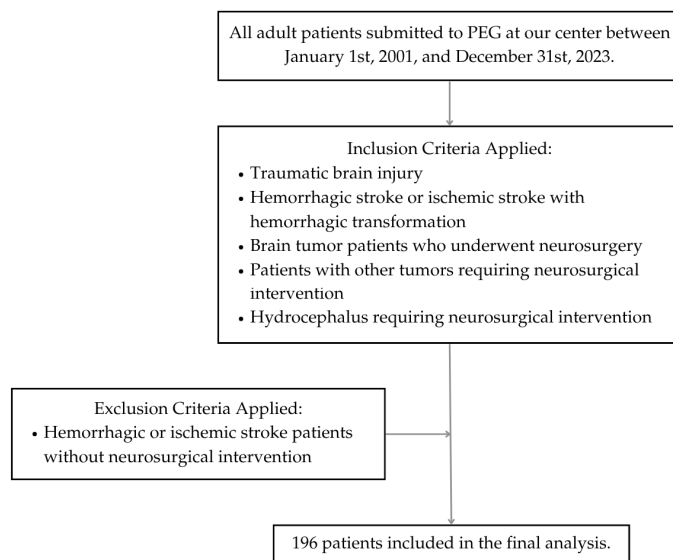 All adult patients submitted to PEG at our center between
January 1st, 2001, and December 31st, 2023.
Inclusion Criteria Applied:
• Traumatic brain injury
• Hemorrhagic stroke or ischemic stroke with
hemorrhagic transformation
• Brain tumor patients who underwent neurosurgery
• Patients with other tumors requiring neurosurgical
intervention
• Hydrocephalus requiring neurosurgical intervention
Exclusion Criteria Applied:
• Hemorrhagic or ischemic stroke patients
without neurosurgical intervention
196 patients included in the final analysis.